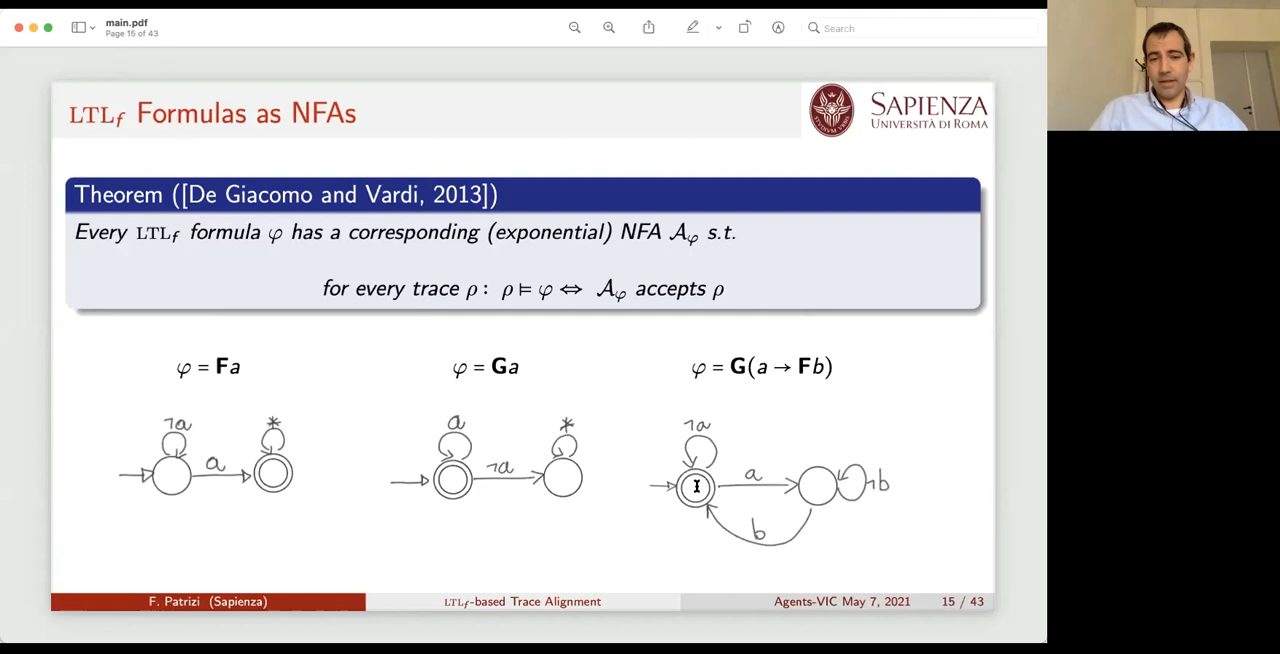 main.pdf
Page 15 of 43
Search
LTLf Formulas as NFAs
SAPIENZA
UNIVERSITÀ DI ROMA
Theorem ([De Giacomo and Vardi, 2013])
Every LTLf formula φ has a corresponding (exponential) NFA Aφ s.t.
for every trace ρ : ρ ⊨ φ ⇔ Aφ accepts ρ
φ = Fa
φ = Ga
φ = G(a → Fb)
¬a
*
a
a
*
¬a
¬a
a
¬b
b
F. Patrizi (Sapienza)
LTLf-based Trace Alignment
Agents-VIC May 7, 2021
15 / 43